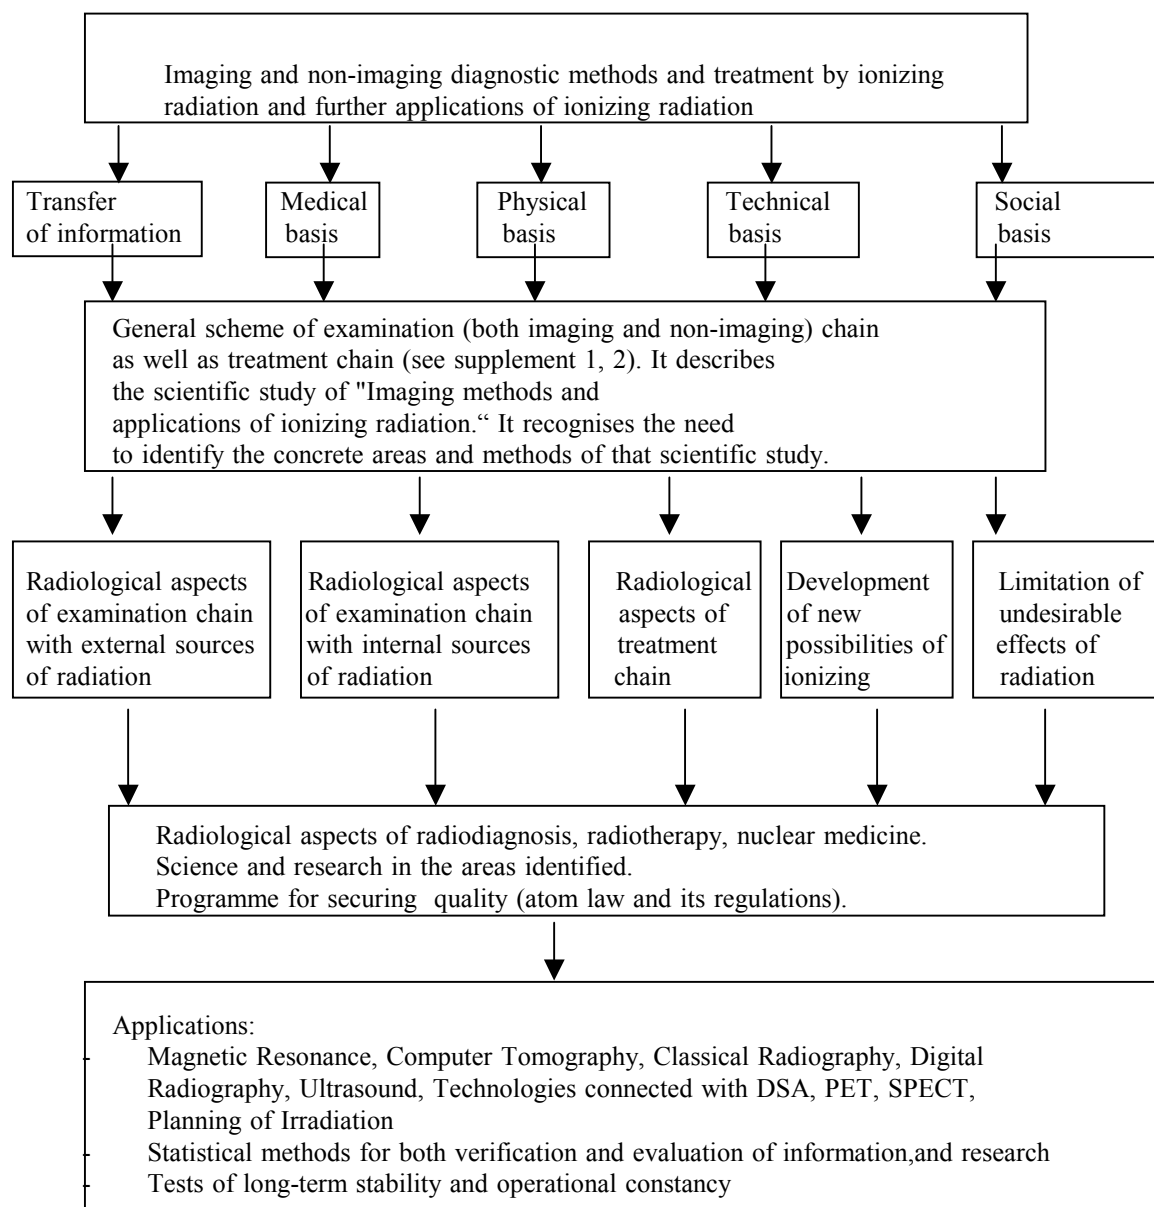 Imaging and non-imaging diagnostic methods and treatment by ionizing
radiation and further applications of ionizing radiation
Transfer
of information
Medical
basis
Physical
basis
Technical
basis
Social
basis
General scheme of examination (both imaging and non-imaging) chain
as well as treatment chain (see supplement 1, 2). It describes
the scientific study of "Imaging methods and
applications of ionizing radiation.“ It recognises the need
to identify the concrete areas and methods of that scientific study.
Radiological aspects
of examination chain
with external sources
of radiation
Radiological aspects
of examination chain
with internal sources
of radiation
Radiological
aspects of
treatment
chain
Development
of new
possibilities of
ionizing
Limitation of
undesirable
effects of
radiation
Radiological aspects of radiodiagnosis, radiotherapy, nuclear medicine.
Science and research in the areas identified.
Programme for securing quality (atom law and its regulations).
Applications:
- Magnetic Resonance, Computer Tomography, Classical Radiography, Digital
Radiography, Ultrasound, Technologies connected with DSA, PET, SPECT,
Planning of Irradiation
- Statistical methods for both verification and evaluation of information,and research
- Tests of long-term stability and operational constancy